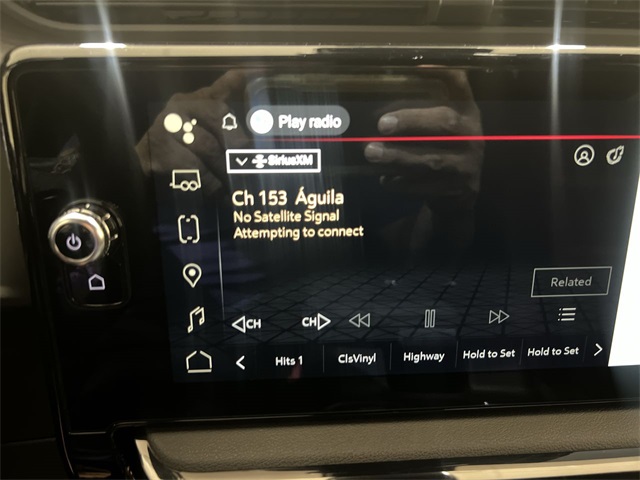 Play radio
SiriusXM
Ch 153 Águila
No Satellite Signal
Attempting to connect
Related
CH CH
Hits 1 ClsVinyl Highway Hold to Set Hold to Set